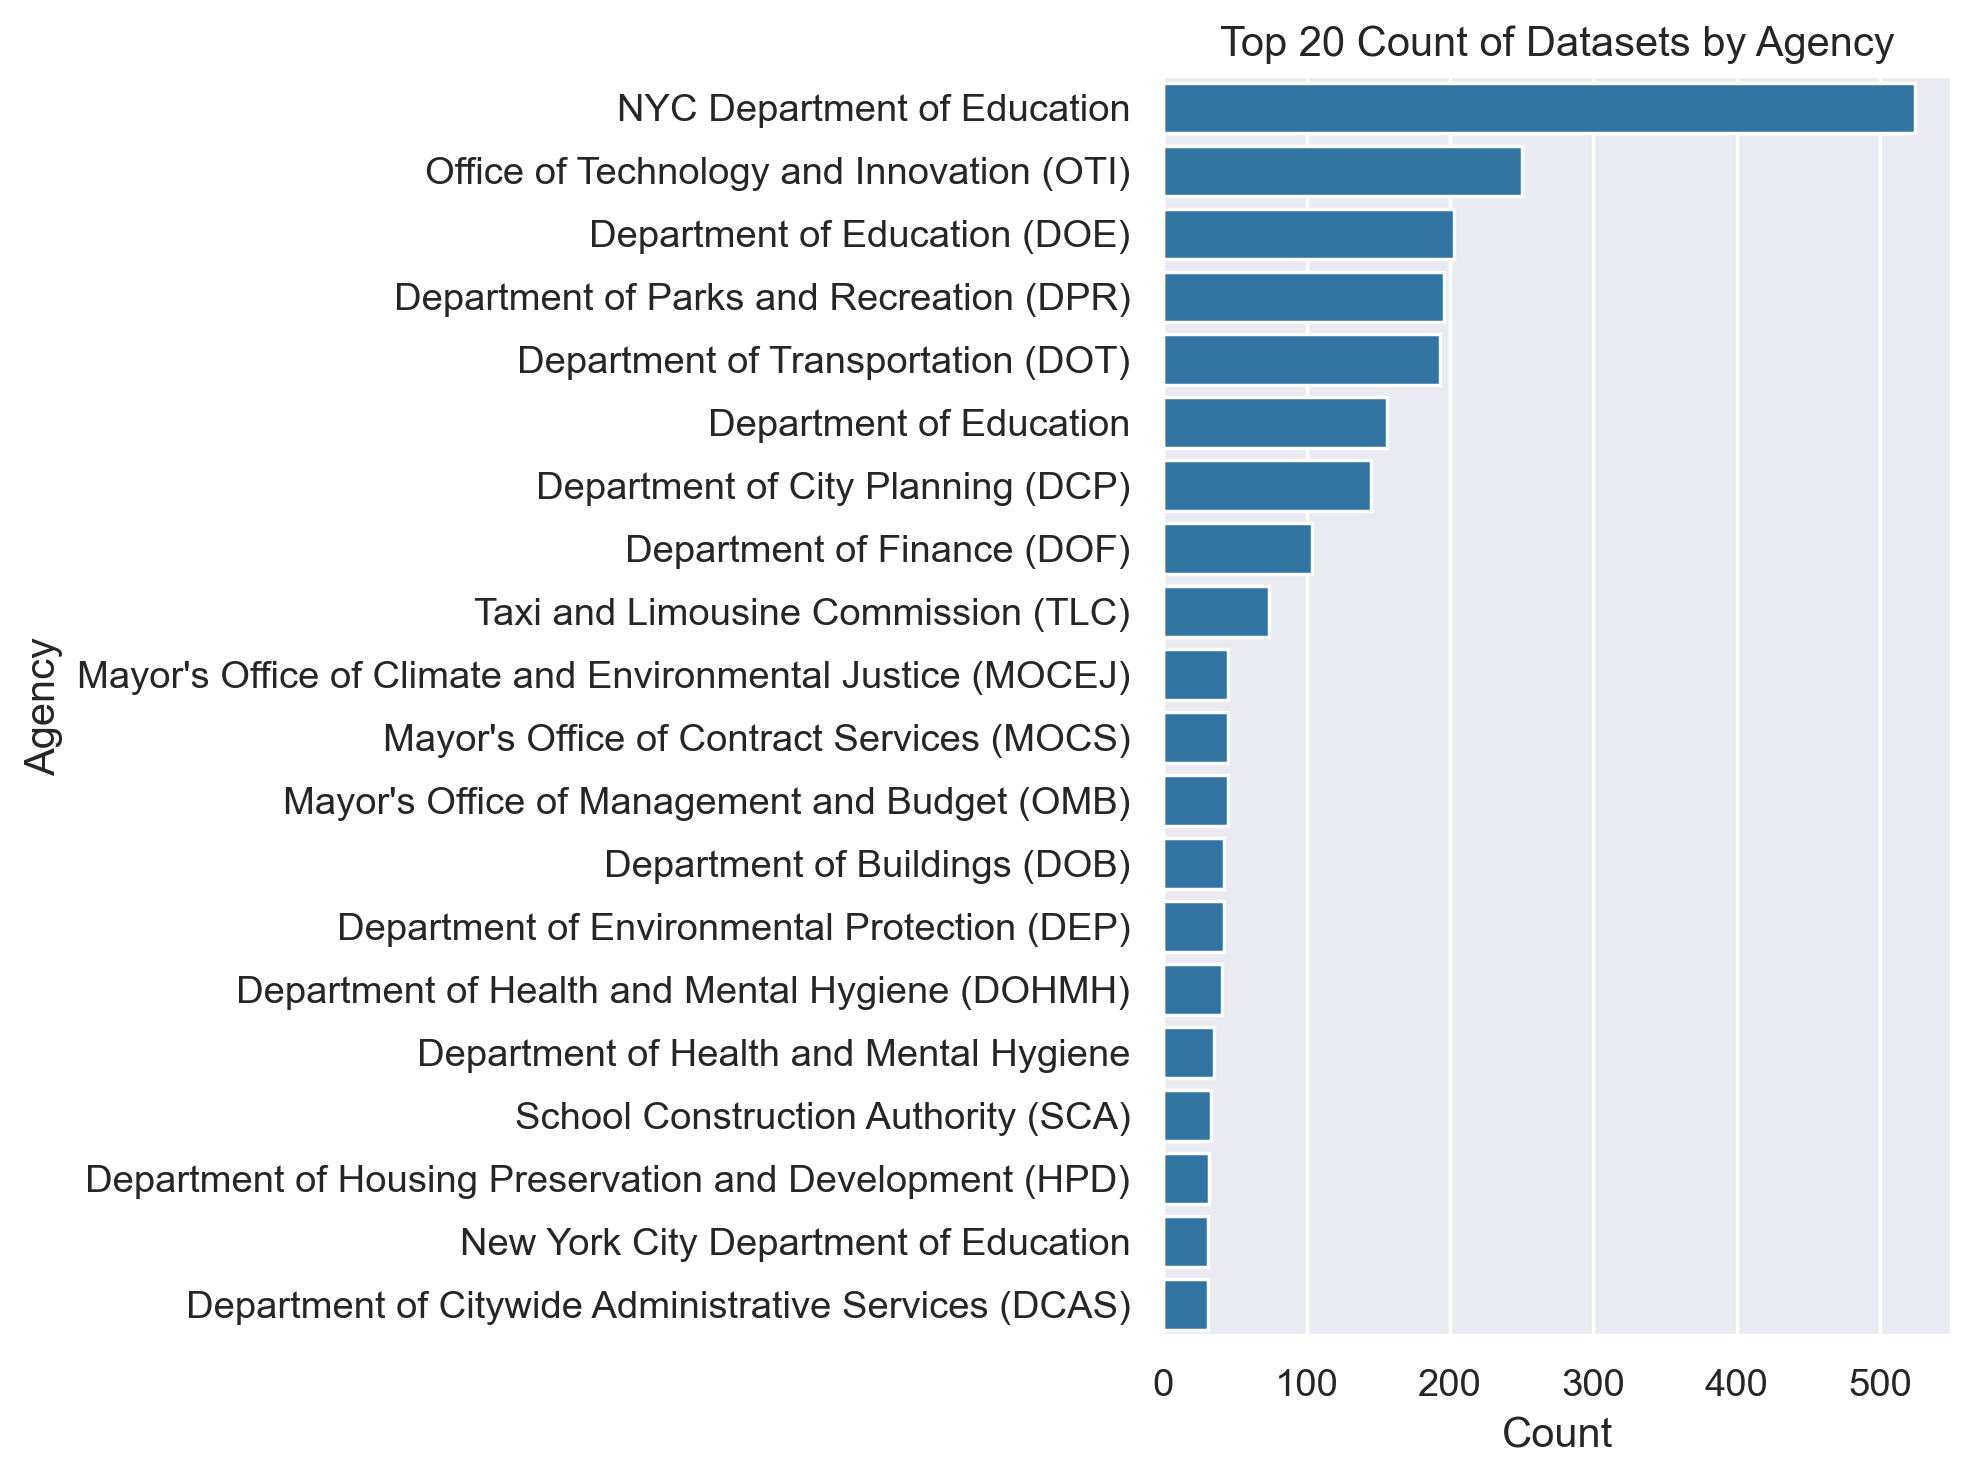 Top 20 Count of Datasets by Agency
NYC Department of Education
Office of Technology and Innovation (OTI)
Department of Education (DOE)
Department of Parks and Recreation (DPR)
Department of Transportation (DOT)
Department of Education
Department of City Planning (DCP)
Department of Finance (DOF)
Taxi and Limousine Commission (TLC)
Mayor's Office of Climate and Environmental Justice (MOCEJ)
Mayor's Office of Contract Services (MOCS)
Mayor's Office of Management and Budget (OMB)
Department of Buildings (DOB)
Department of Environmental Protection (DEP)
Department of Health and Mental Hygiene (DOHMH)
Department of Health and Mental Hygiene
School Construction Authority (SCA)
Department of Housing Preservation and Development (HPD)
New York City Department of Education
Department of Citywide Administrative Services (DCAS)
Agency
0 100 200 300 400 500
Count